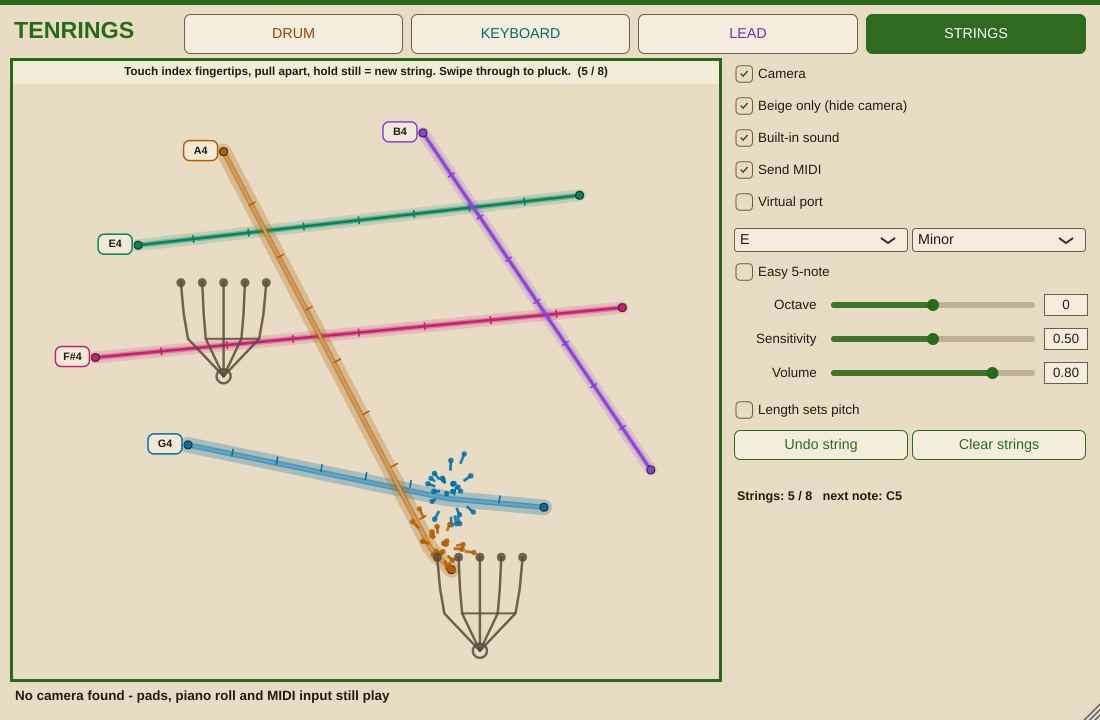 TENRINGS
DRUM
KEYBOARD
LEAD
STRINGS
Touch index fingertips, pull apart, hold still = new string. Swipe through to pluck. (5 / 8)
Camera
Beige only (hide camera)
Built-in sound
Send MIDI
Virtual port
E
Minor
Easy 5-note
Octave
0
Sensitivity
0.50
Volume
0.80
Length sets pitch
Undo string
Clear strings
Strings: 5 / 8 next note: C5
B4
A4
E4
F#4
G4
No camera found - pads, piano roll and MIDI input still play